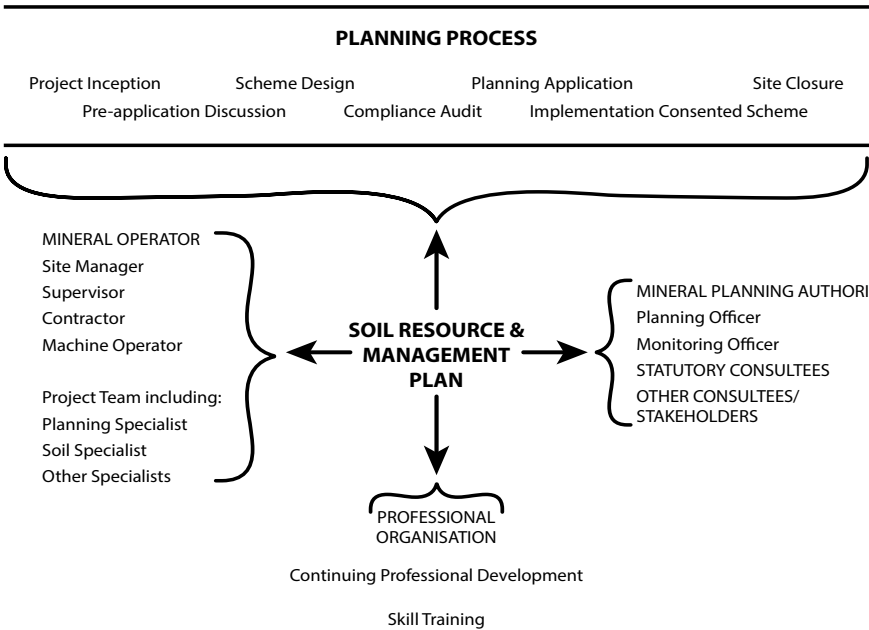 PLANNING PROCESS
Project Inception Scheme Design Planning Application Site Closure
Pre-application Discussion Compliance Audit Implementation Consented Scheme
MINERAL OPERATOR
Site Manager
Supervisor
Contractor
Machine Operator
Project Team including:
Planning Specialist
Soil Specialist
Other Specialists
SOIL RESOURCE &
MANAGEMENT
PLAN
MINERAL PLANNING AUTHORI
Planning Officer
Monitoring Officer
STATUTORY CONSULTEES
OTHER CONSULTEES/
STAKEHOLDERS
PROFESSIONAL
ORGANISATION
Continuing Professional Development
Skill Training